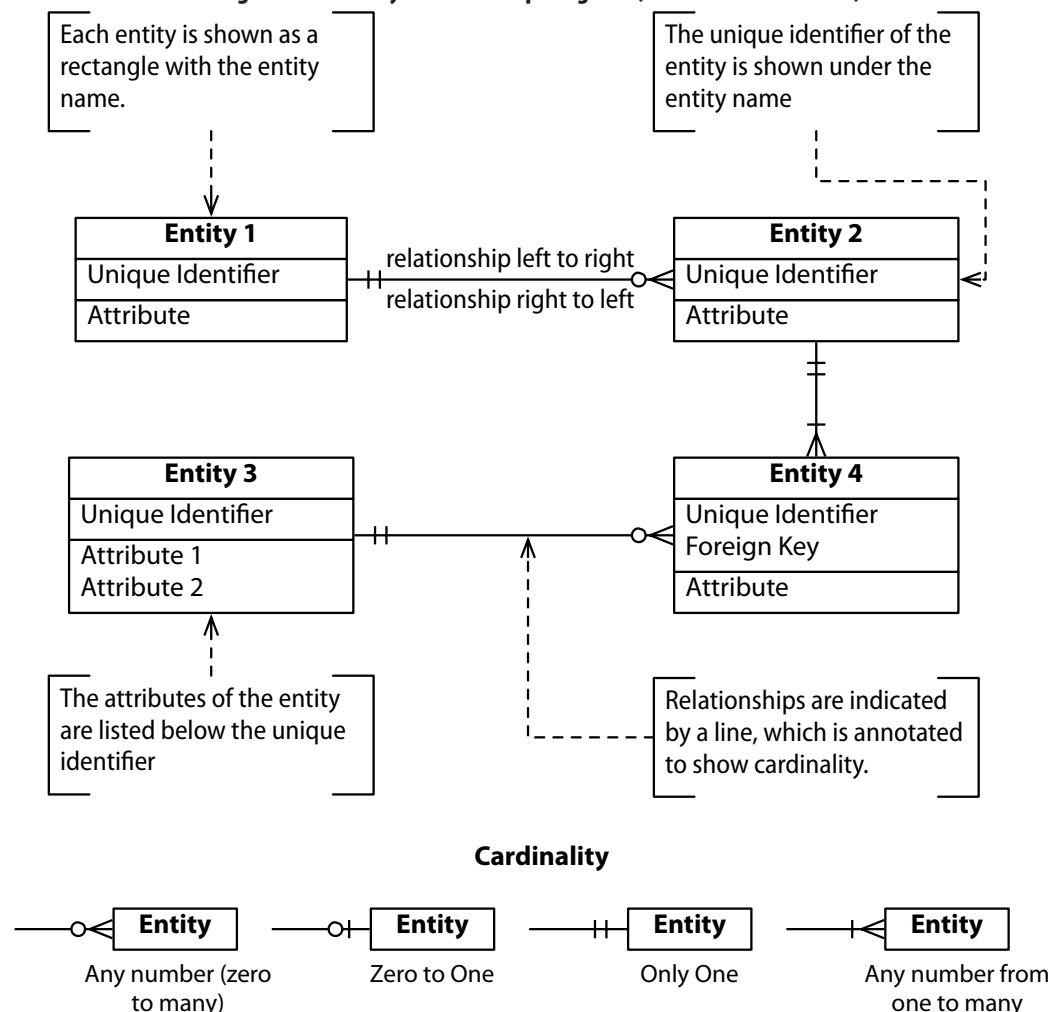 Each entity is shown as a
rectangle with the entity
name.
The unique identifier of the
entity is shown under the
entity name
Entity 1
Unique Identifier
Attribute
relationship left to right
relationship right to left
Entity 2
Unique Identifier
Attribute
Entity 3
Unique Identifier
Attribute 1
Attribute 2
Entity 4
Unique Identifier
Foreign Key
Attribute
The attributes of the entity
are listed below the unique
identifier
Relationships are indicated
by a line, which is annotated
to show cardinality.
Cardinality
Entity
Any number (zero
to many)
Entity
Zero to One
Entity
Only One
Entity
Any number from
one to many